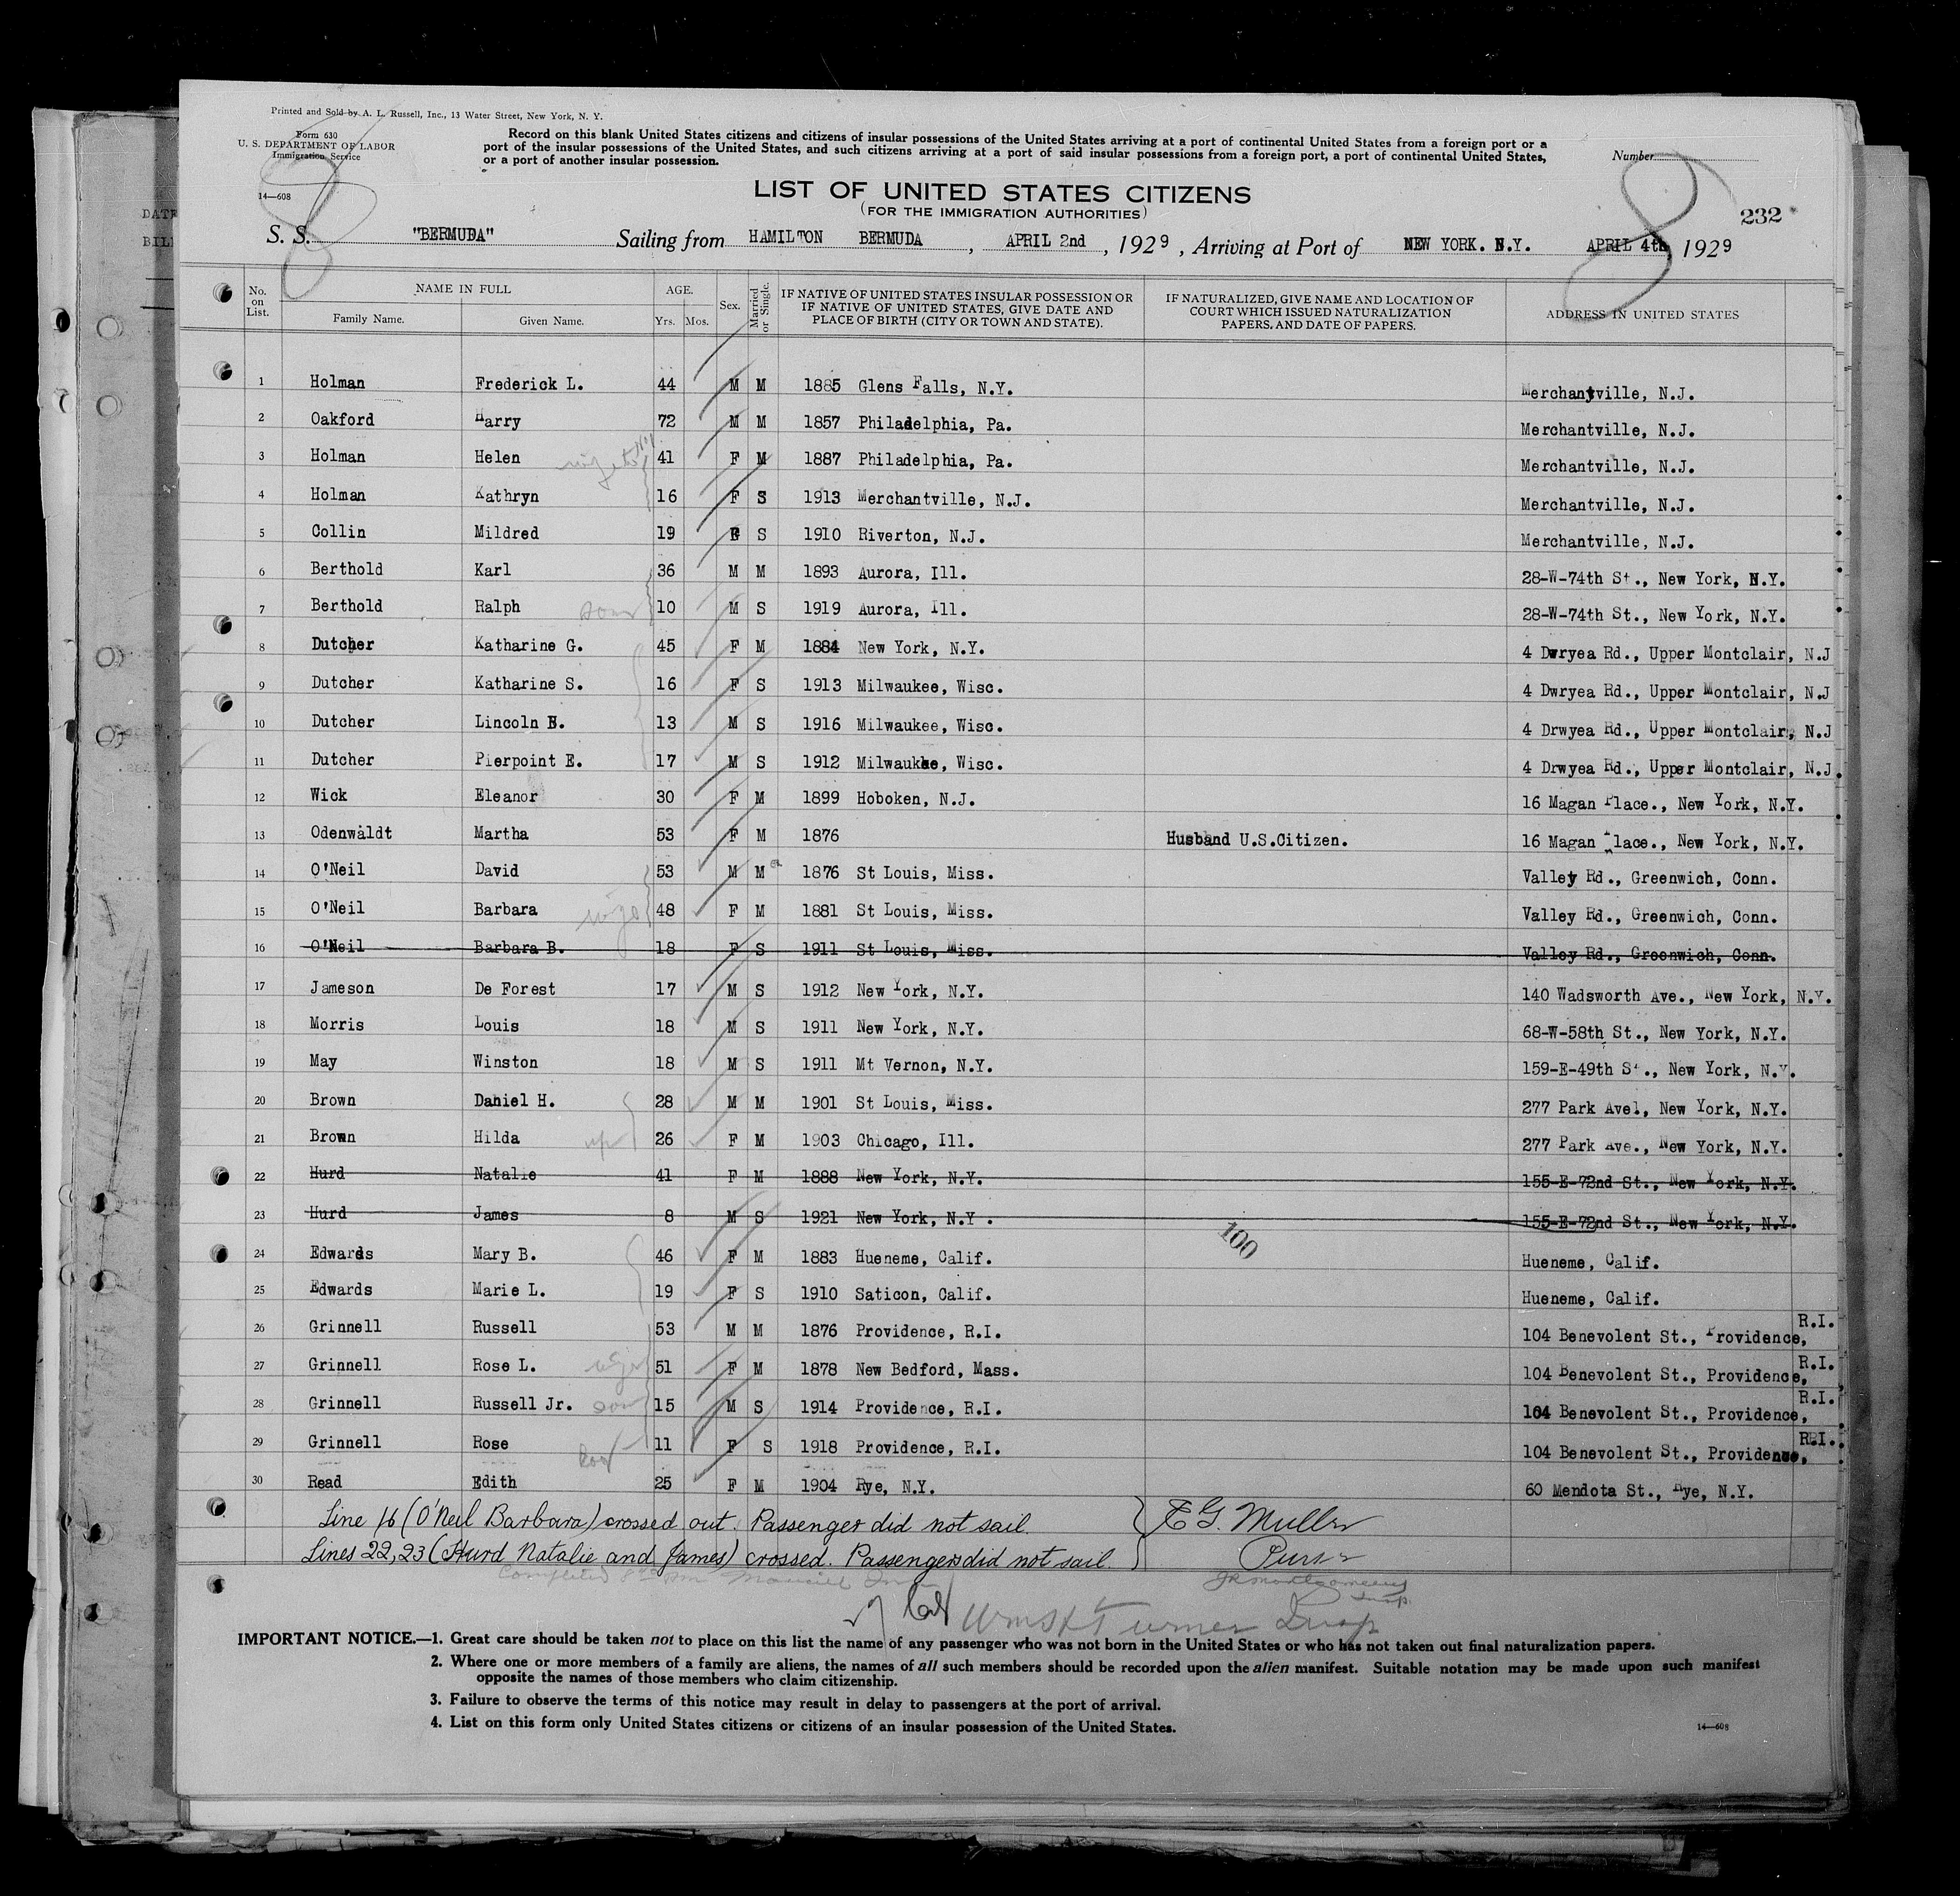 Printed and Sold by A. L. Russell, Inc., 13 Water Street, New York, N. Y.
Form 630
U. S. DEPARTMENT OF LABOR
Immigration Service
14—608
Record on this blank United States citizens and citizens of insular possessions of the United States arriving at a port of continental United States from a foreign port or a
port of the insular possessions of the United States, and such citizens arriving at a port of said insular possessions from a foreign port, a port of continental United States,
or a port of another insular possession.
Number
8
8
LIST OF UNITED STATES CITIZENS
(FOR THE IMMIGRATION AUTHORITIES)
232
S. S. "BERMUDA" Sailing from HAMILTON BERMUDA, APRIL 2nd, 1929, Arriving at Port of NEW YORK. N.Y. APRIL 4th 1929
No. on List. NAME IN FULL Family Name. Given Name. AGE. Yrs. Mos. Sex. Married or Single. IF NATIVE OF UNITED STATES INSULAR POSSESSION OR IF NATIVE OF UNITED STATES, GIVE DATE AND PLACE OF BIRTH (CITY OR TOWN AND STATE). IF NATURALIZED, GIVE NAME AND LOCATION OF COURT WHICH ISSUED NATURALIZATION PAPERS, AND DATE OF PAPERS. ADDRESS IN UNITED STATES
1 Holman Frederick L. 44 M M 1885 Glens Falls, N.Y. Merchantville, N.J.
2 Oakford Harry 72 M M 1857 Philadelphia, Pa. Merchantville, N.J.
3 Holman Helen 41 F M 1887 Philadelphia, Pa. Merchantville, N.J.
4 Holman Kathryn 16 F S 1913 Merchantville, N.J. Merchantville, N.J.
5 Collin Mildred 19 F S 1910 Riverton, N.J. Merchantville, N.J.
6 Berthold Karl 36 M M 1893 Aurora, Ill. 28-W-74th St., New York, N.Y.
7 Berthold Ralph son 10 M S 1919 Aurora, Ill. 28-W-74th St., New York, N.Y.
8 Dutcher Katharine G. 45 F M 1884 New York, N.Y. 4 Dwryea Rd., Upper Montclair, N.J
9 Dutcher Katharine S. 16 F S 1913 Milwaukee, Wisc. 4 Dwryea Rd., Upper Montclair, N.J
10 Dutcher Lincoln E. 13 M S 1916 Milwaukee, Wisc. 4 Drwyea Rd., Upper Montclair, N.J
11 Dutcher Pierpoint E. 17 M S 1912 Milwaukee, Wisc. 4 Drwyea Rd., Upper Montclair, N.J.
12 Wick Eleanor 30 F M 1899 Hoboken, N.J. 16 Magan Place., New York, N.Y.
13 Odenwaldt Martha 53 F M 1876 Husband U.S.Citizen. 16 Magan Place., New York, N.Y.
14 O'Neil David 53 M M 1876 St Louis, Miss. Valley Rd., Greenwich, Conn.
15 O'Neil Barbara wife 48 F M 1881 St Louis, Miss. Valley Rd., Greenwich, Conn.
16 O'Neil Barbara B. 18 F S 1911 St Louis, Miss. Valley Rd., Greenwich, Conn.
17 Jameson De Forest 17 M S 1912 New York, N.Y. 140 Wadsworth Ave., New York, N.Y.
18 Morris Louis 18 M S 1911 New York, N.Y. 68-W-58th St., New York, N.Y.
19 May Winston 18 M S 1911 Mt Vernon, N.Y. 159-E-49th St., New York, N.Y.
20 Brown Daniel H. 28 M M 1901 St Louis, Miss. 277 Park Avel, New York, N.Y.
21 Brown Hilda 26 F M 1903 Chicago, Ill. 277 Park Ave., New York, N.Y.
22 Hurd Natalie 41 F M 1888 New York, N.Y. 155-E-72nd St., New York, N.Y.
23 Hurd James 8 M S 1921 New York, N.Y. 155-E-72nd St., New York, N.Y.
100
24 Edwards Mary B. 46 F M 1883 Hueneme, Calif. Hueneme, Calif.
25 Edwards Marie L. 19 F S 1910 Saticon, Calif. Hueneme, Calif.
26 Grinnell Russell 53 M M 1876 Providence, R.I. 104 Benevolent St., Providence, R.I.
27 Grinnell Rose L. wife 51 F M 1878 New Bedford, Mass. 104 Benevolent St., Providence, R.I.
28 Grinnell Russell Jr. son 15 M S 1914 Providence, R.I. 104 Benevolent St., Providence, R.I.
29 Grinnell Rose 11 F S 1918 Providence, R.I. 104 Benevolent St., Providence, R.I.
30 Read Edith 25 F M 1904 Rye, N.Y. 60 Mendota St., Rye, N.Y.
Line 16 (O'Neil Barbara) crossed out. Passenger did not sail. E G. Muller
Lines 22, 23 (Hurd Natalie and James) crossed. Passengers did not sail. Purser
Turner Insp
IMPORTANT NOTICE.—1. Great care should be taken not to place on this list the name of any passenger who was not born in the United States or who has not taken out final naturalization papers.
2. Where one or more members of a family are aliens, the names of all such members should be recorded upon the alien manifest. Suitable notation may be made upon such manifest
opposite the names of those members who claim citizenship.
3. Failure to observe the terms of this notice may result in delay to passengers at the port of arrival.
4. List on this form only United States citizens or citizens of an insular possession of the United States.
14—608